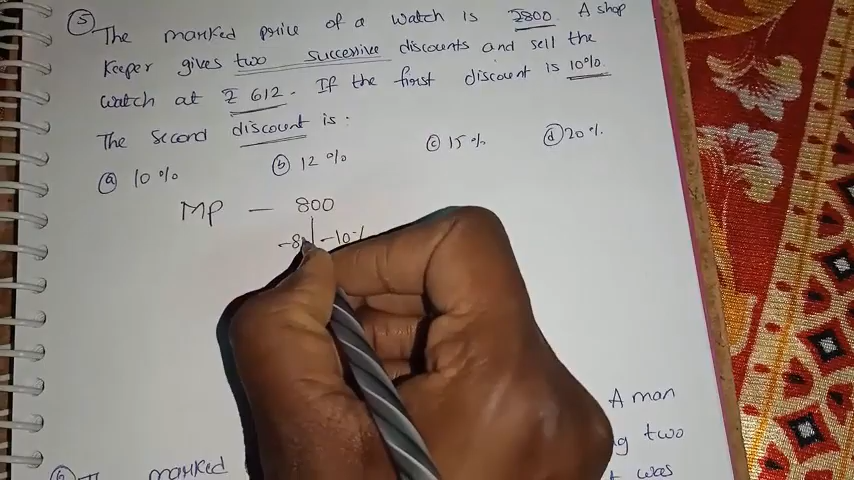 5 The marked price of a watch is ₹800. A shop
keeper gives two successive discounts and sell the
watch at ₹ 612. If the first discount is 10%.
The second discount is:
a 10%
b 12%
c 15%
d 20%.
MP — 800
-8 -10%
A man
two
6 marked
was